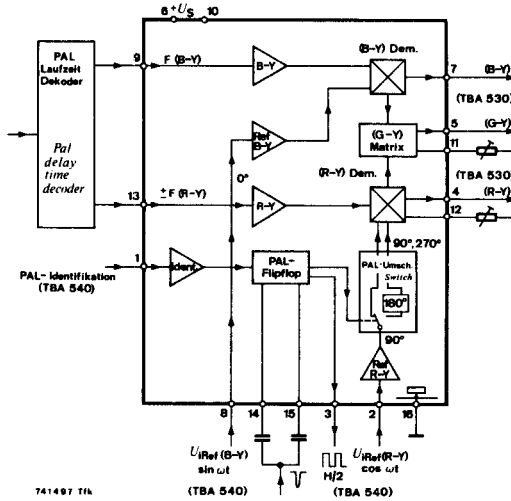 6 +U_S 10
PAL
Laufzeit
Dekoder
Pal
delay
time
decoder
9
F (B-Y)
B-Y
(B-Y) Dem.
7
(B-Y)
(TBA 530)
Ref
B-Y
(G-Y)
Matrix
5
(G-Y)
11
0°
(R-Y) Dem.
(TBA 530)
13
± F (R-Y)
R-Y
4
(R-Y)
12
1
Ident.
PAL-
Flipflop
90°, 270°
PAL-Umsch.
Switch
180°
PAL-Identifikation
(TBA 540)
90°
Ref
R-Y
8 14 15 3 2 16
U_iRef(B-Y)
sin ωt
H/2
U_iRef(R-Y)
cos ωt
(TBA 540)
(TBA 540)
741497 Tfk